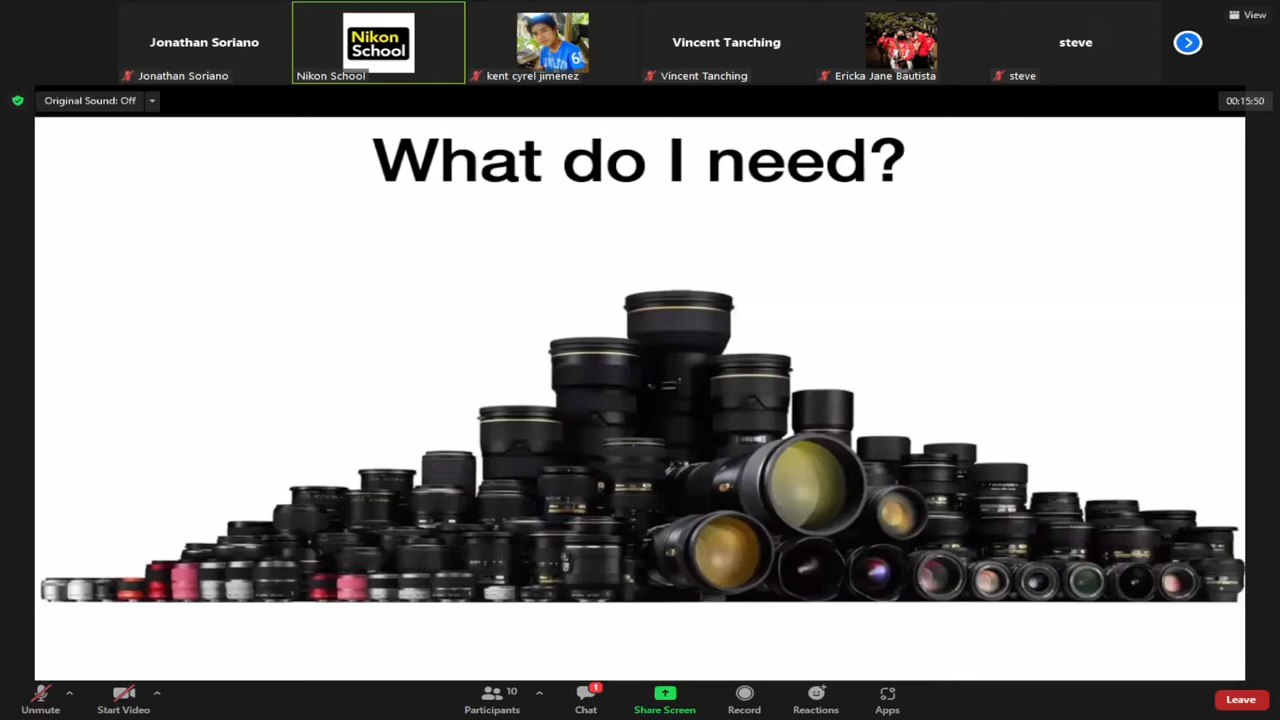 View
Jonathan Soriano
Nikon
School
Vincent Tanching
steve
Jonathan Soriano
Nikon School
kent cyrel jimenez
Vincent Tanching
Ericka Jane Bautista
steve
Original Sound: Off
00:15:50
What do I need?
10
1
Unmute
Start Video
Participants
Chat
Share Screen
Record
Reactions
Apps
Leave